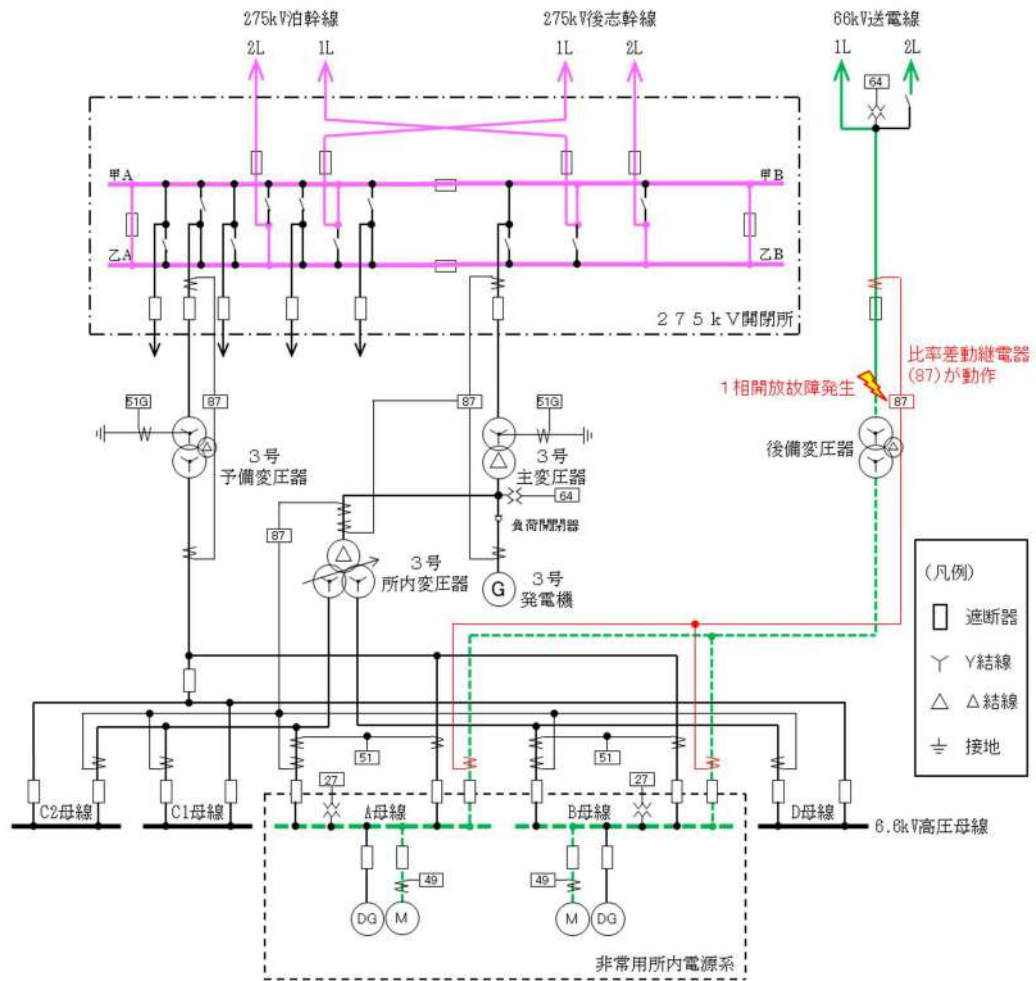 275kV泊幹線
275kV後志幹線
66kV送電線
2L
1L
1L
2L
1L
2L
64
甲A
甲B
乙A
乙B
275kV開閉所
比率差動継電器
(87)が動作
1相開放故障発生
51G
87
87
51G
87
3号
予備変圧器
3号
主変圧器
後備変圧器
64
負荷開閉器
87
3号
所内変圧器
G
3号
発電機
(凡例)
遮断器
Y結線
△結線
接地
51
51
27
27
C2母線
C1母線
A母線
B母線
D母線
6.6kV高圧母線
49
49
DG
M
M
DG
非常用所内電源系